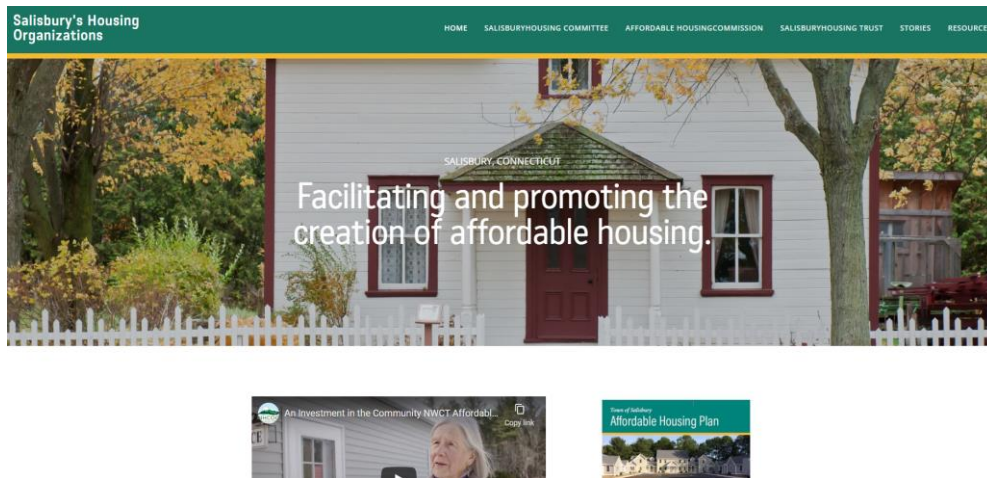 Salisbury's Housing
Organizations
HOME SALISBURYHOUSING COMMITTEE AFFORDABLE HOUSINGCOMMISSION SALISBURYHOUSING TRUST STORIES RESOURCE
SALISBURY, CONNECTICUT
Facilitating and promoting the
creation of affordable housing.
An Investment in the Community NWCT Affordabl...
Copy link
Town of Salisbury
Affordable Housing Plan